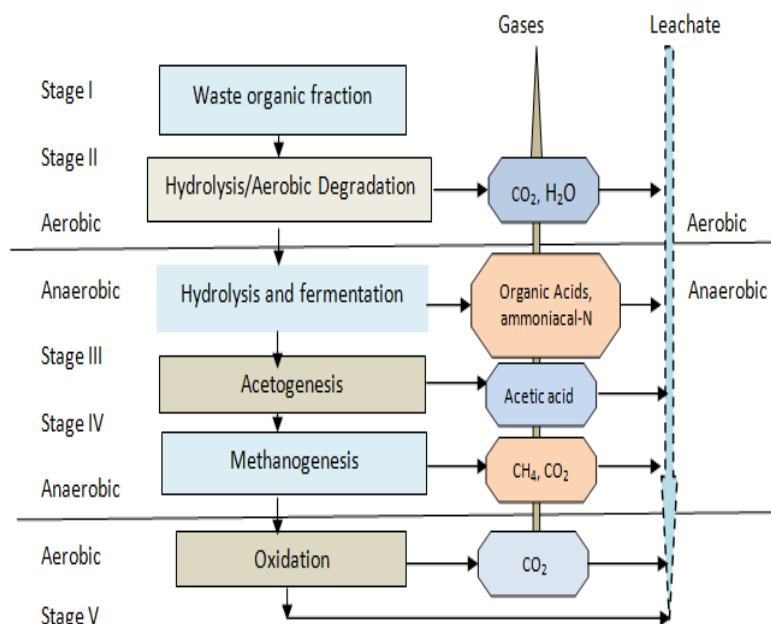 Gases
Leachate
Stage I
Waste organic fraction
Stage II
Hydrolysis/Aerobic Degradation
CO₂, H₂O
Aerobic
Aerobic
Anaerobic
Hydrolysis and fermentation
Organic Acids,
ammoniacal-N
Anaerobic
Stage III
Acetogenesis
Acetic acid
Stage IV
Methanogenesis
CH₄, CO₂
Anaerobic
Aerobic
Oxidation
CO₂
Stage V